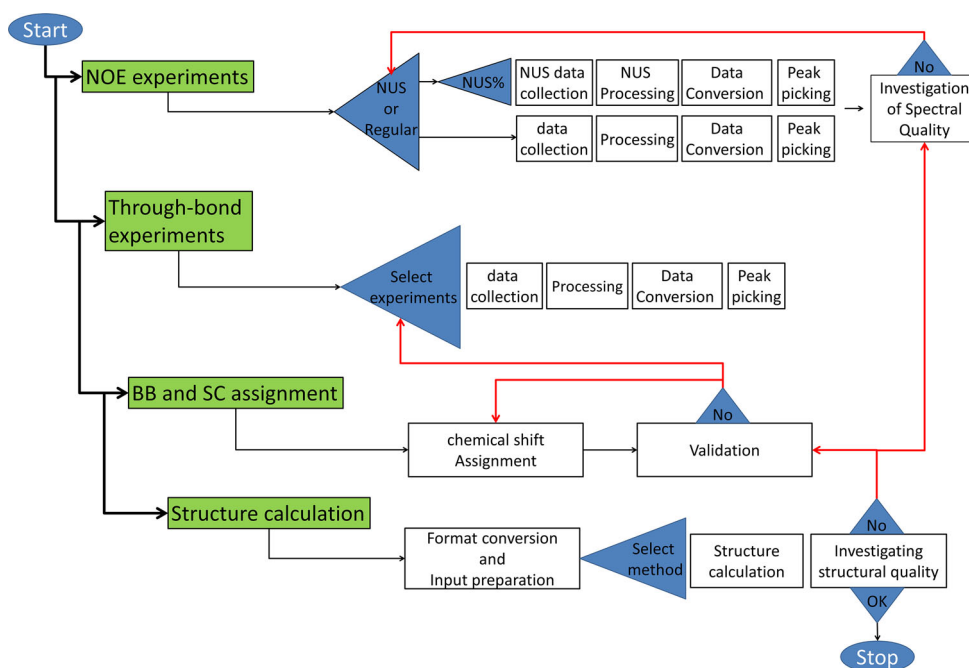 Start
NOE experiments
NUS
or
Regular
NUS%
NUS data
collection
NUS
Processing
Data
Conversion
Peak
picking
No
Investigation
of Spectral
Quality
data
collection
Processing
Data
Conversion
Peak
picking
Through-bond
experiments
Select
experiments
data
collection
Processing
Data
Conversion
Peak
picking
BB and SC assignment
chemical shift
Assignment
No
Validation
Structure calculation
Format conversion
and
Input preparation
Select
method
Structure
calculation
No
Investigating
structural quality
OK
Stop